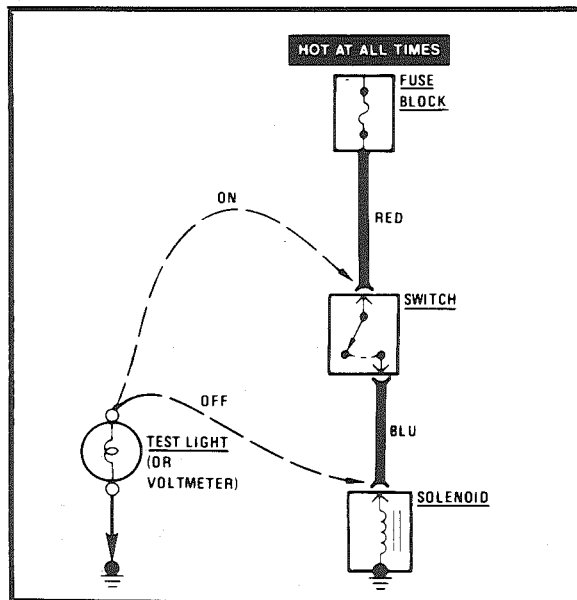 HOT AT ALL TIMES
FUSE
BLOCK
ON
RED
SWITCH
OFF
BLU
TEST LIGHT
(OR
VOLTMETER)
SOLENOID